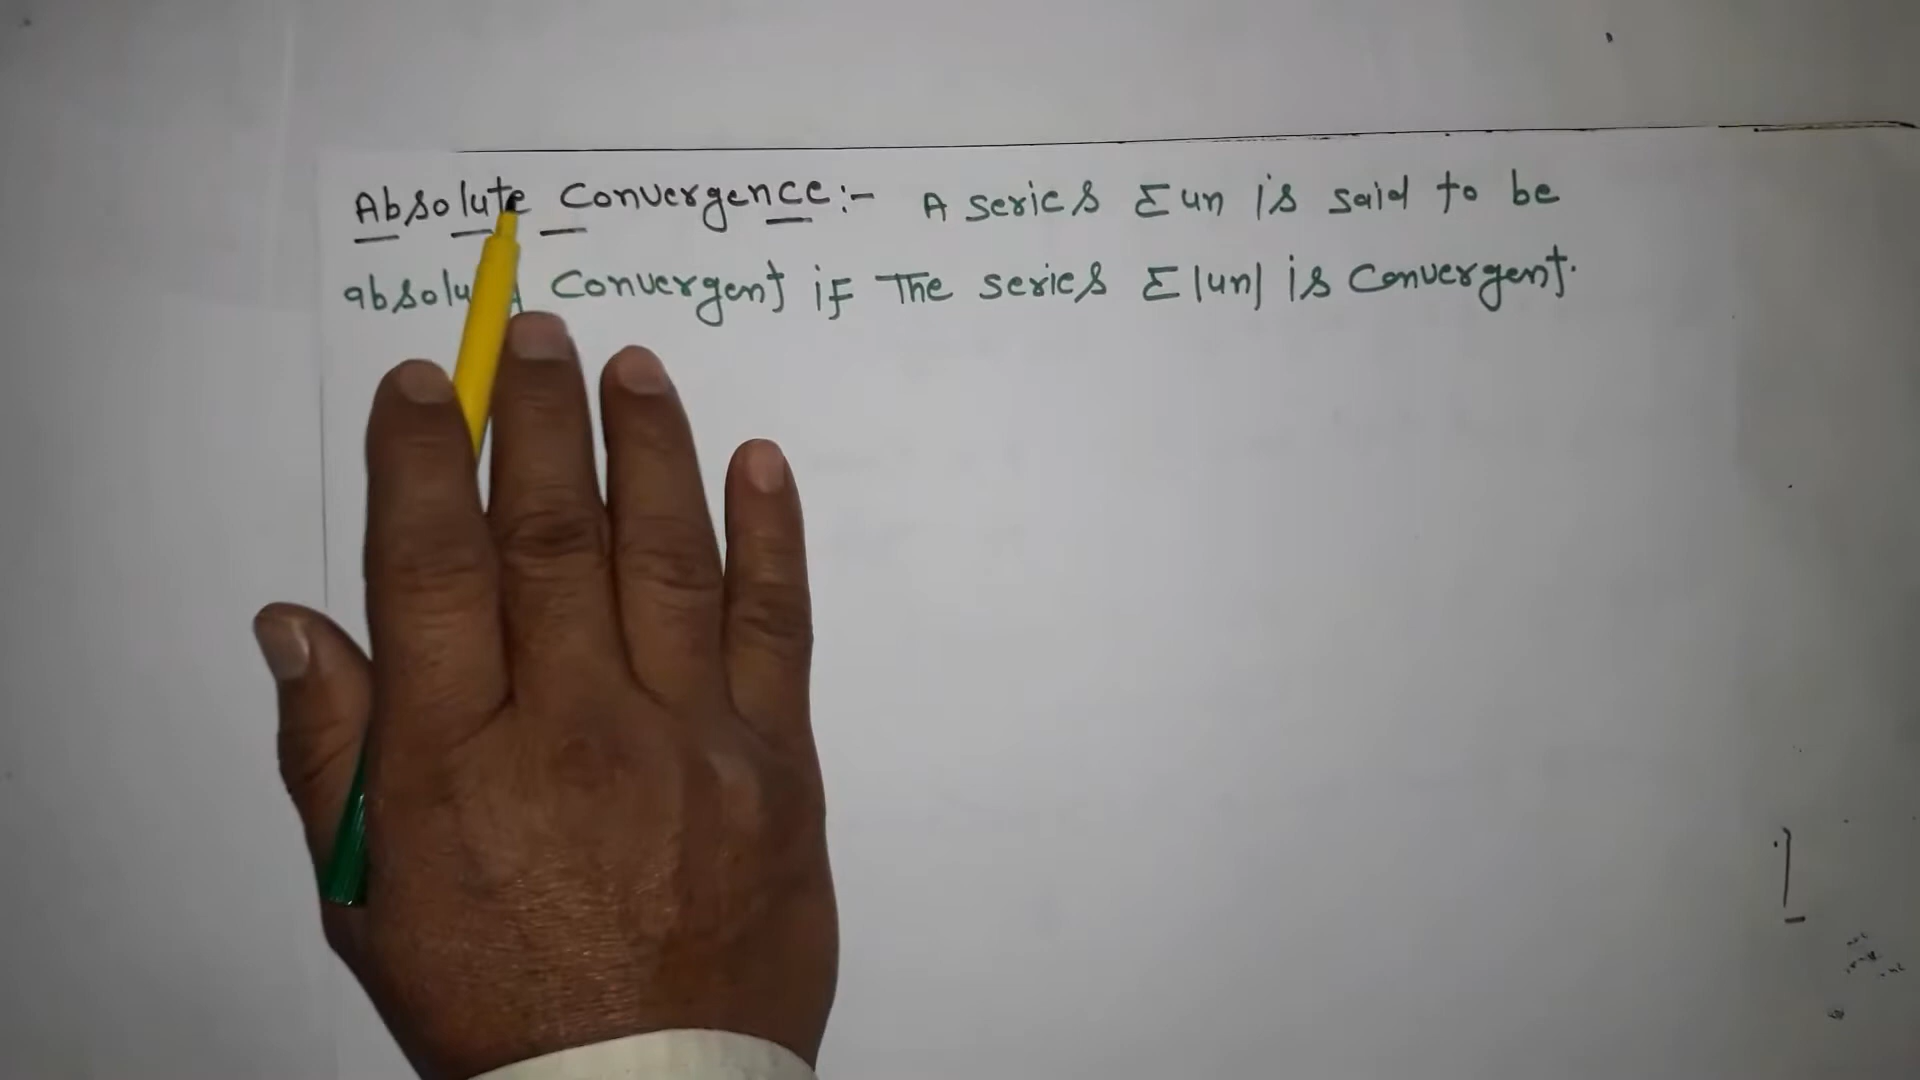 Absolute Convergence:- A series Σun is said to be
Convergent if The series Σ|un| is Convergent.